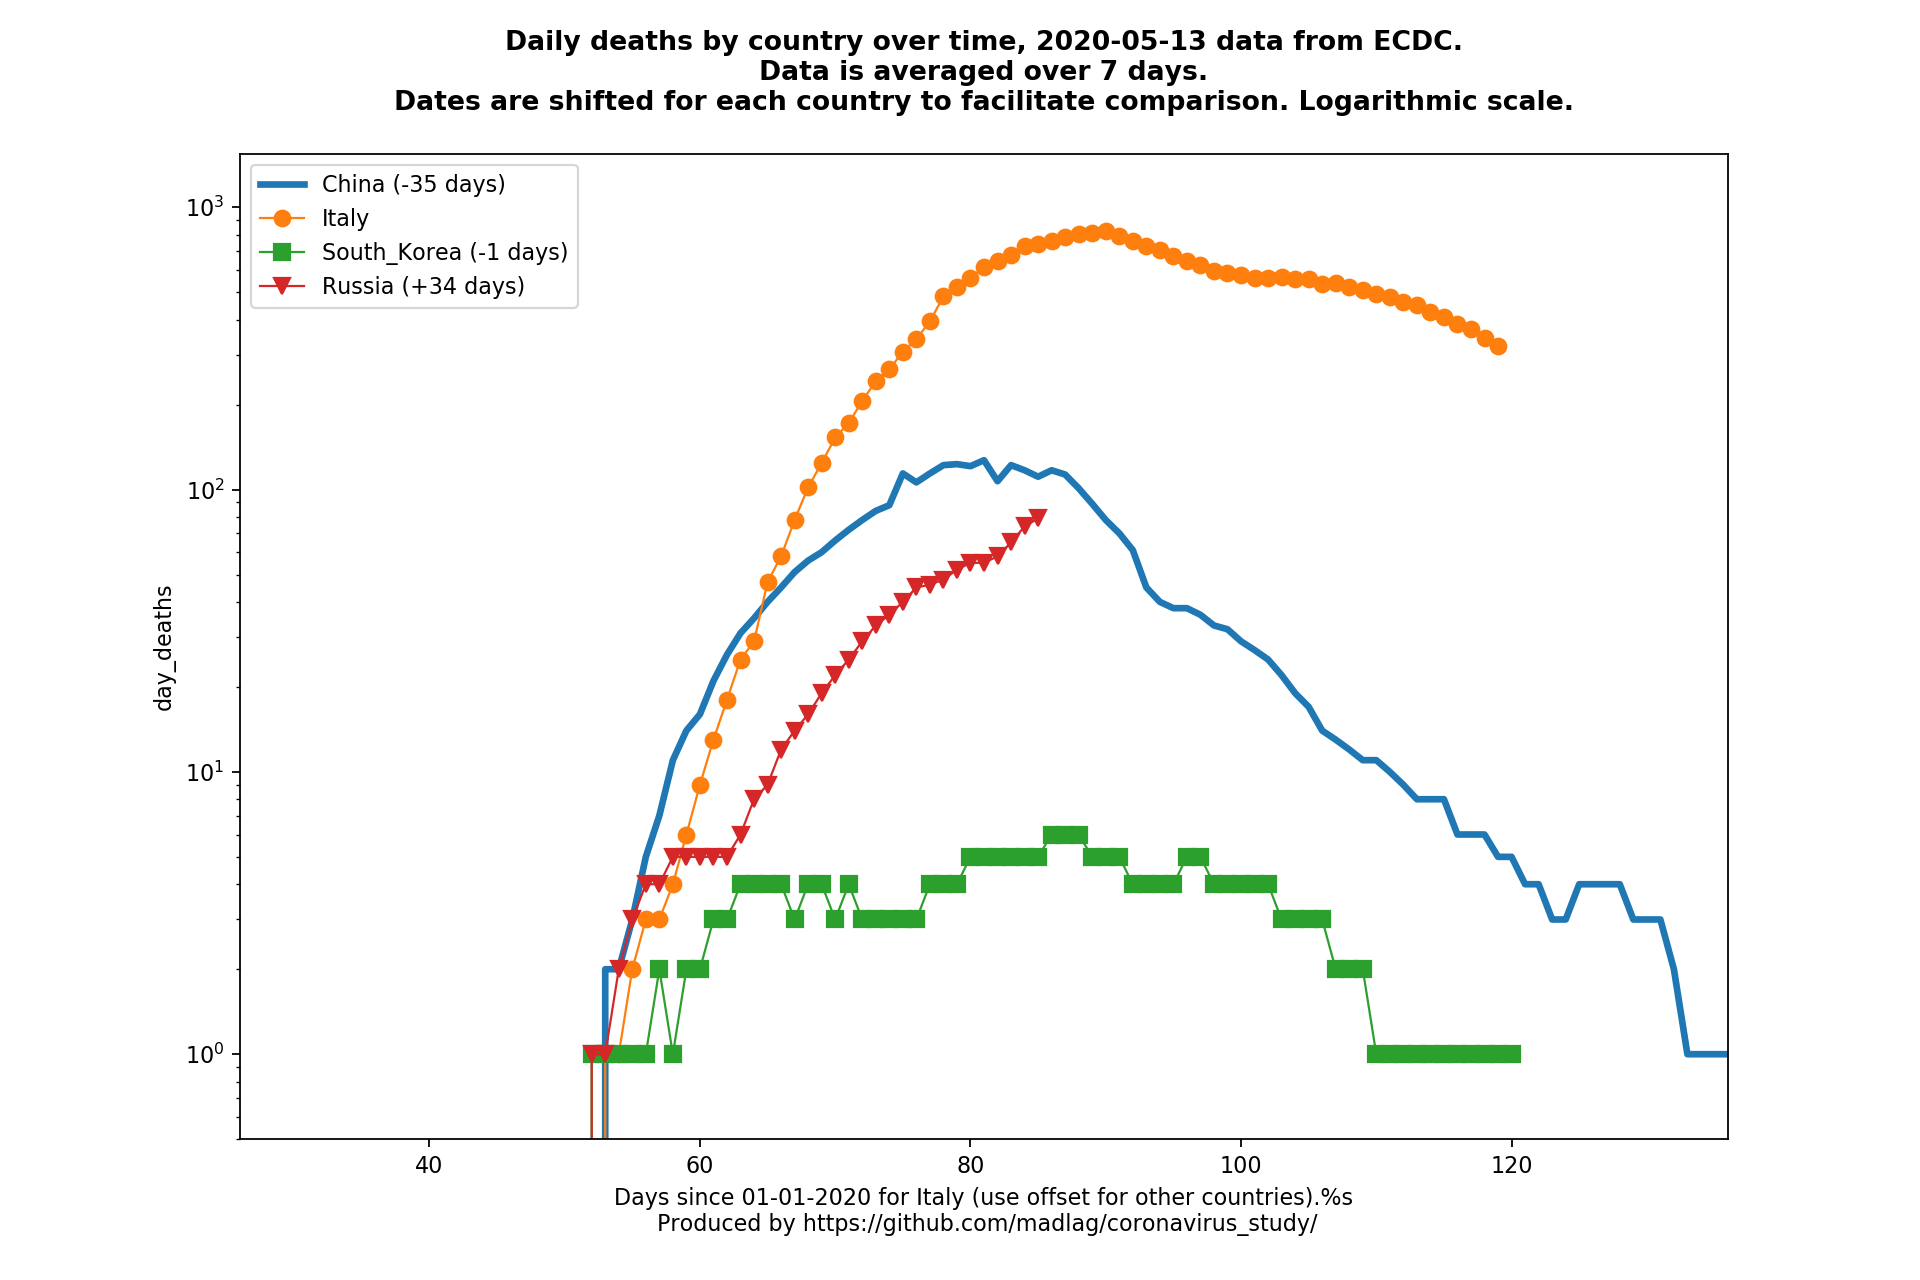 Daily deaths by country over time, 2020-05-13 data from ECDC.
Data is averaged over 7 days.
Dates are shifted for each country to facilitate comparison. Logarithmic scale.
China (-35 days)
Italy
South_Korea (-1 days)
Russia (+34 days)
10³
10²
10¹
10⁰
day_deaths
40 60 80 100 120
Days since 01-01-2020 for Italy (use offset for other countries).%s
Produced by https://github.com/madlag/coronavirus_study/